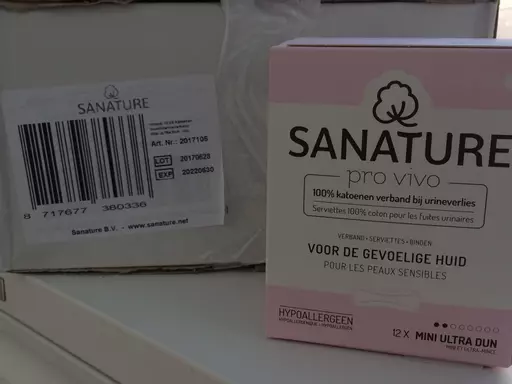 SANATURE
Art. Nr.: 2017105
LOT 20170628
EXP 20220630
8 717677 380336
Sanature B.V. - www.sanature.net
SANATURE
pro vivo
100% katoenen verband bij urineverlies
Serviettes 100% coton pour les fuites urinaires
VERBAND • SERVIETTES • BINDEN
VOOR DE GEVOELIGE HUID
POUR LES PEAUX SENSIBLES
HYPOALLERGEEN
12 X MINI ULTRA DUN